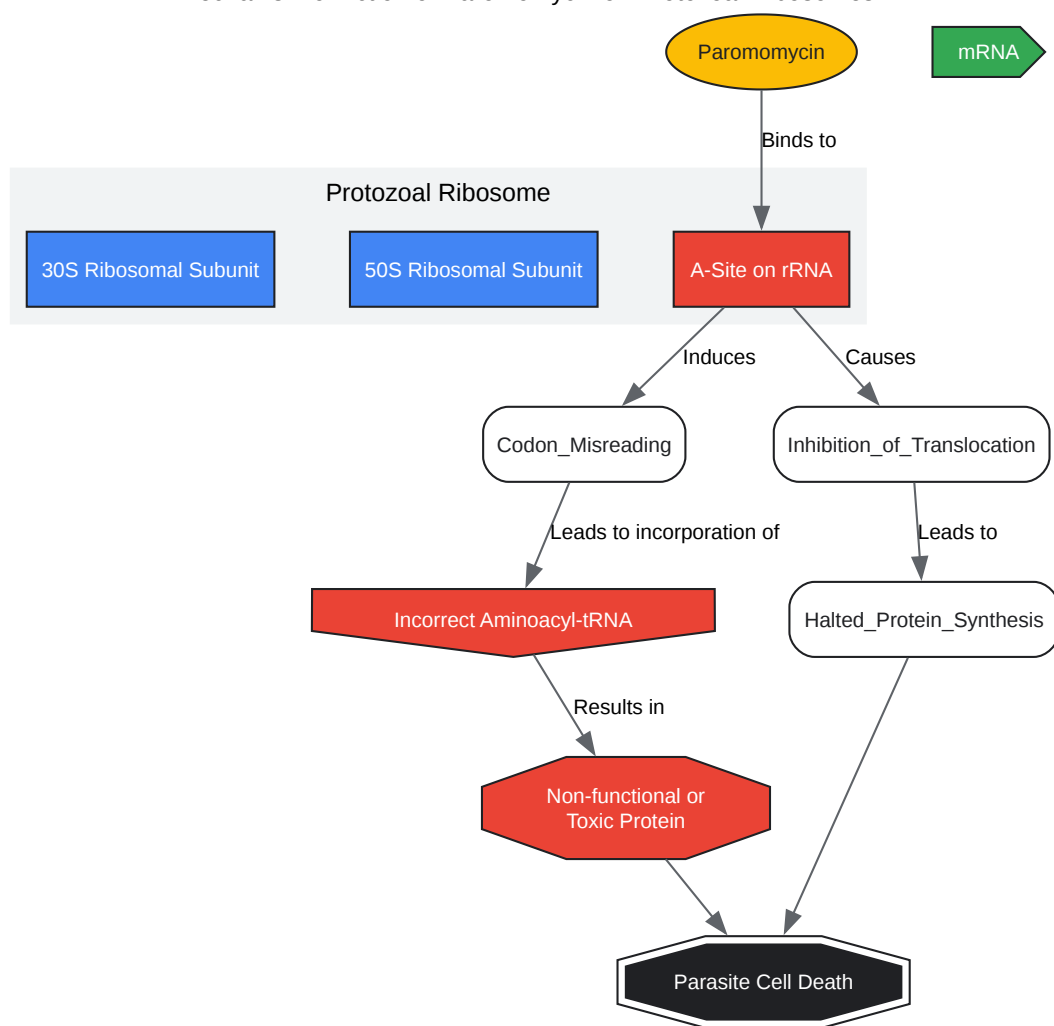 Paromomycin
mRNA
Binds to
Protozoal Ribosome
30S Ribosomal Subunit
50S Ribosomal Subunit
A-Site on rRNA
Induces
Causes
Codon_Misreading
Inhibition_of_Translocation
Leads to incorporation of
Leads to
Incorrect Aminoacyl-tRNA
Halted_Protein_Synthesis
Results in
Non-functional or
Toxic Protein
Parasite Cell Death